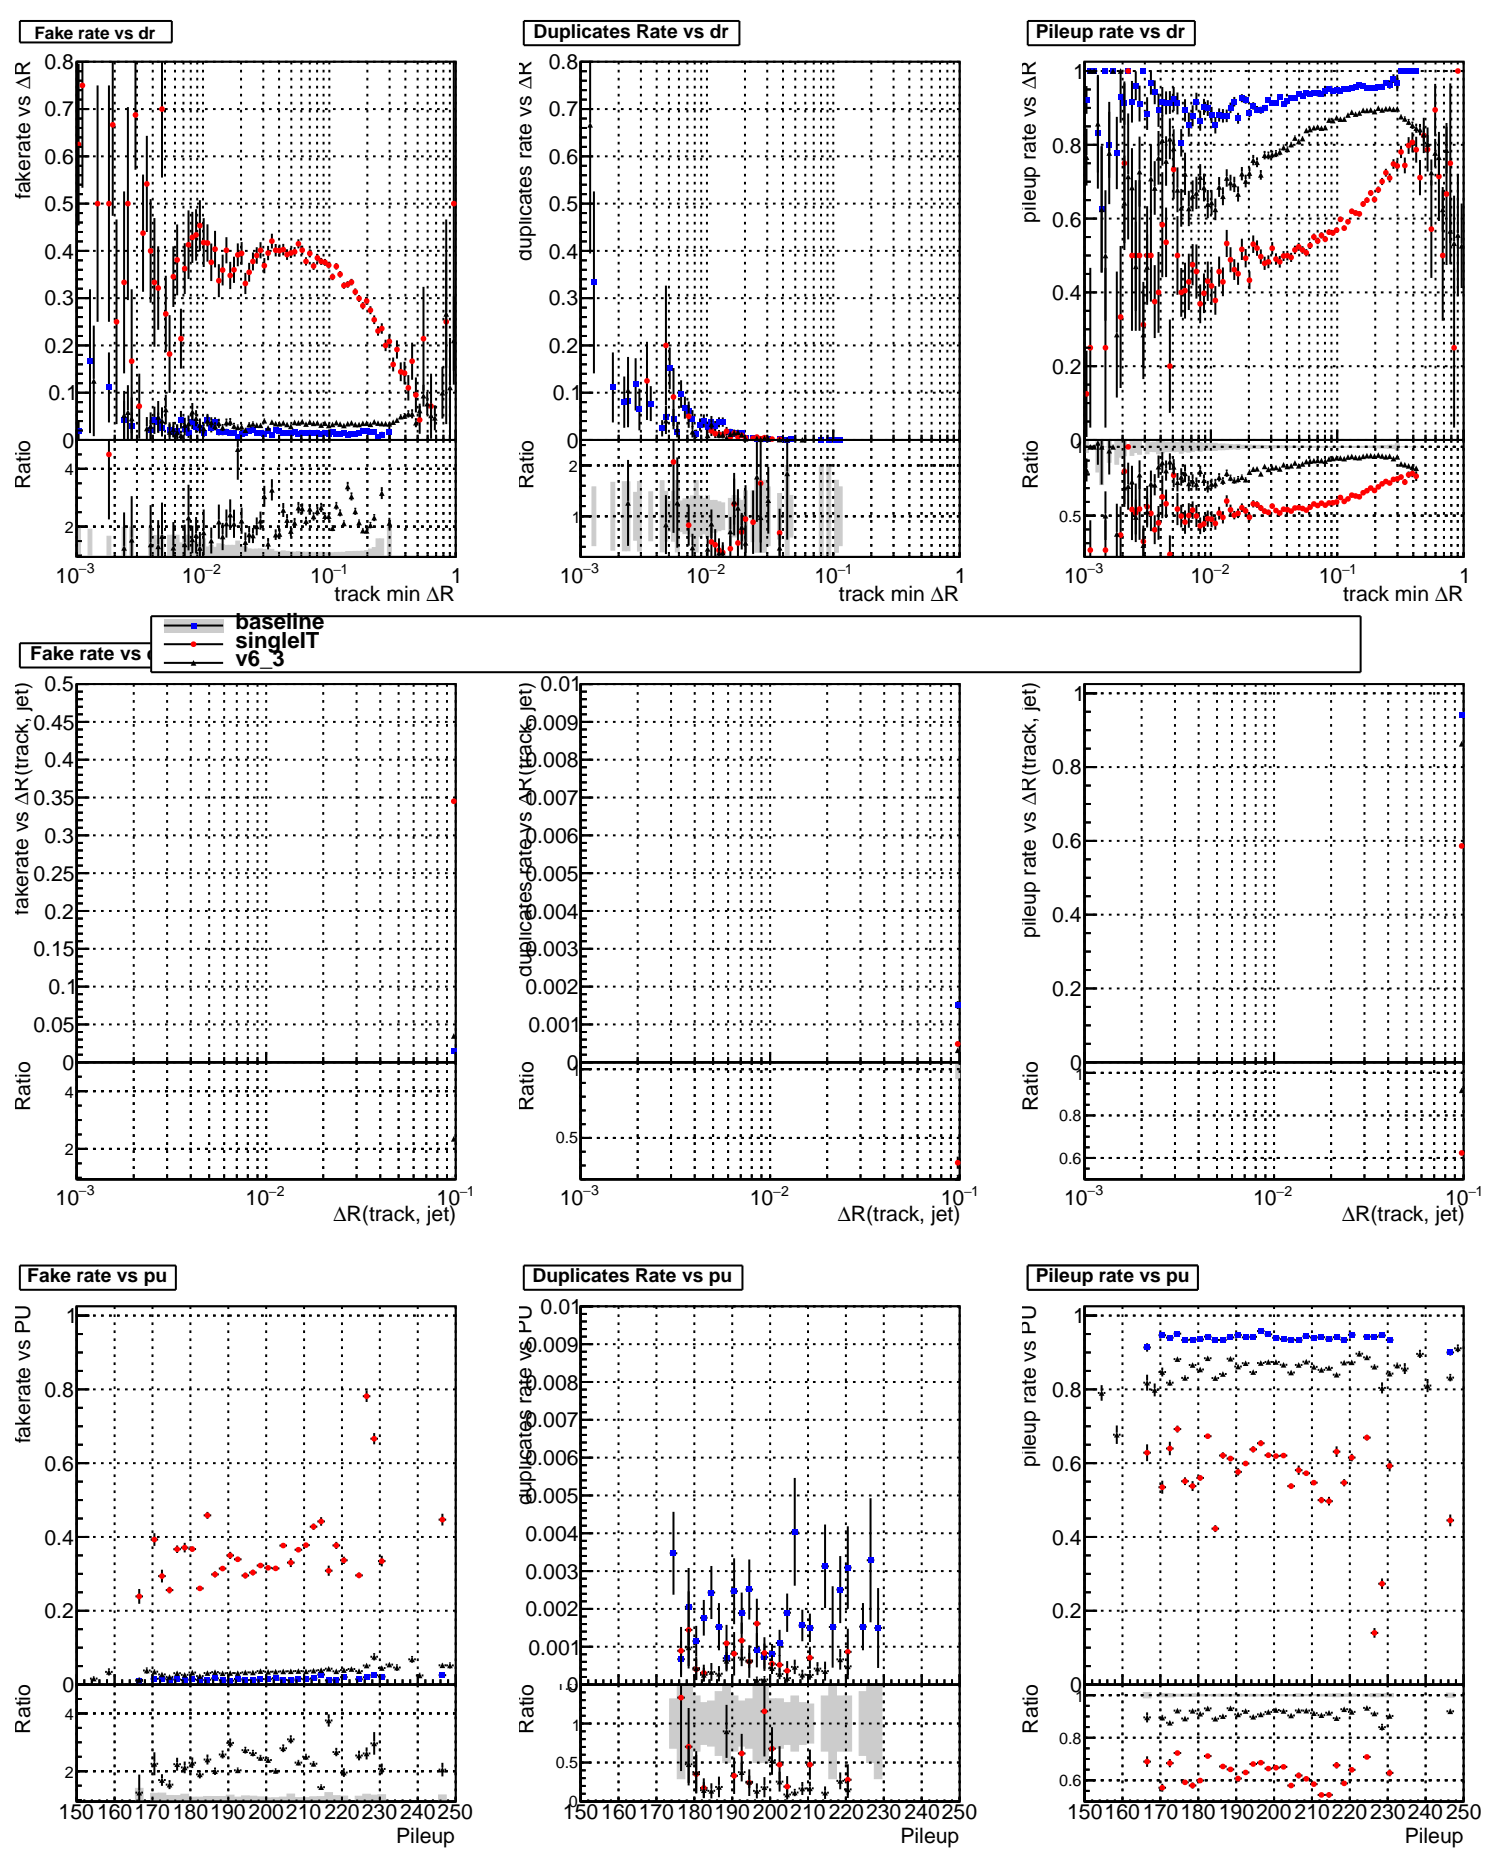 Fake rate vs dr
Duplicates Rate vs dr
Pileup rate vs dr
fakerate vs ΔR
0.8
0.7
0.6
0.5
0.4
0.3
0.2
0.1
0
Ratio
4
2
10⁻³
10⁻²
10⁻¹
1
track min ΔR
duplicates rate vs ΔR
0.8
0.7
0.6
0.5
0.4
0.3
0.2
0.1
0
Ratio
2
1
10⁻³
10⁻²
10⁻¹
1
track min ΔR
pileup rate vs ΔR
1
0.8
0.6
0.4
0.2
0
Ratio
1
0.5
10⁻³
10⁻²
10⁻¹
1
track min ΔR
baseline
singleIT
v6_3
Fake rate vs
fakerate vs ΔR(track, jet)
0.5
0.45
0.4
0.35
0.3
0.25
0.2
0.15
0.1
0.05
0
Ratio
4
2
10⁻³
10⁻²
10⁻¹
ΔR(track, jet)
duplicates rate vs ΔR(track, jet)
0.01
0.009
0.008
0.007
0.006
0.005
0.004
0.003
0.002
0.001
0
Ratio
1
0.5
10⁻³
10⁻²
10⁻¹
ΔR(track, jet)
pileup rate vs ΔR(track, jet)
1
0.8
0.6
0.4
0.2
0
Ratio
1
0.8
0.6
10⁻³
10⁻²
10⁻¹
ΔR(track, jet)
Fake rate vs pu
Duplicates Rate vs pu
Pileup rate vs pu
fakerate vs PU
1
0.8
0.6
0.4
0.2
0
Ratio
4
2
150 160 170 180 190 200 210 220 230 240 250
Pileup
duplicates rate vs PU
0.01
0.009
0.008
0.007
0.006
0.005
0.004
0.003
0.002
0.001
0
Ratio
1
0.5
0
150 160 170 180 190 200 210 220 230 240 250
Pileup
pileup rate vs PU
1
0.8
0.6
0.4
0.2
0
Ratio
1
0.8
0.6
150 160 170 180 190 200 210 220 230 240 250
Pileup